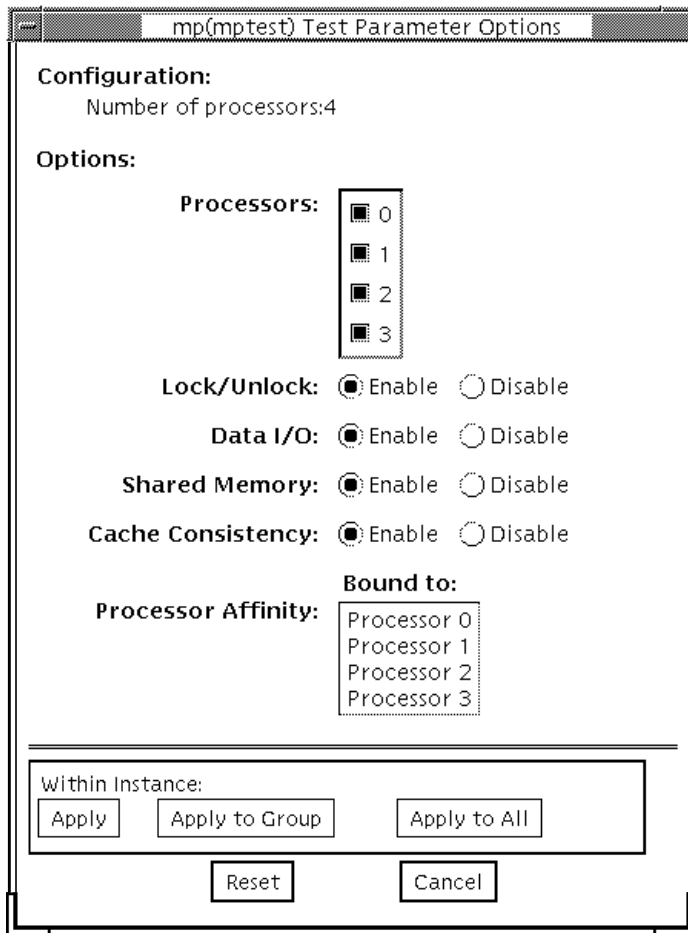 mp(mptest) Test Parameter Options
Configuration:
Number of processors:4
Options:
Processors:
0
1
2
3
Lock/Unlock: Enable Disable
Data I/O: Enable Disable
Shared Memory: Enable Disable
Cache Consistency: Enable Disable
Bound to:
Processor Affinity:
Processor 0
Processor 1
Processor 2
Processor 3
Within Instance:
Apply Apply to Group Apply to All
Reset Cancel